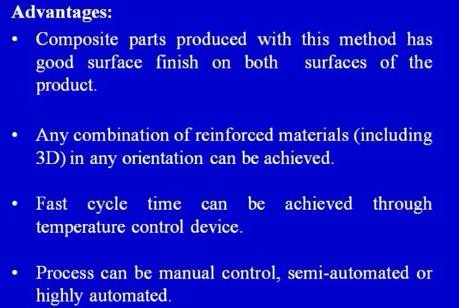 Advantages:
• Composite parts produced with this method has
good surface finish on both surfaces of the
product.
• Any combination of reinforced materials (including
3D) in any orientation can be achieved.
• Fast cycle time can be achieved through
temperature control device.
• Process can be manual control, semi-automated or
highly automated.